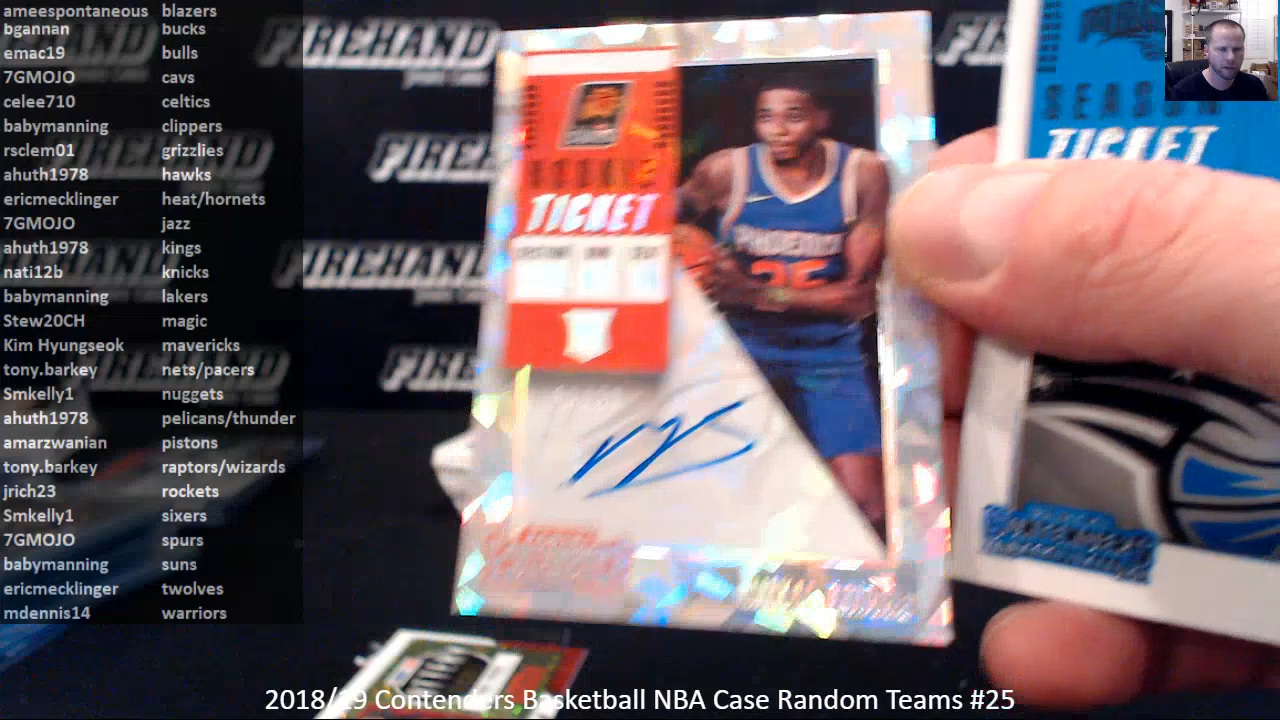 ameespontaneous blazers
bgannan bucks
emac19 bulls
7GMOJO cavs
celee710 celtics
babymanning clippers
rsclem01 grizzlies
ahuth1978 hawks
ericmecklinger heat/hornets
7GMOJO jazz
ahuth1978 kings
nati12b knicks
babymanning lakers
Stew20CH magic
Kim Hyungseok mavericks
tony.barkey nets/pacers
Smkelly1 nuggets
ahuth1978 pelicans/thunder
amarzwanian pistons
tony.barkey raptors/wizards
jrich23 rockets
Smkelly1 sixers
7GMOJO spurs
babymanning suns
ericmecklinger twolves
mdennis14 warriors
FIREHAND
FIREHAND
ROOKIE
TICKET
PHOENIX
25
SEASON
TICKET
2018/19 Contenders Basketball NBA Case Random Teams #25